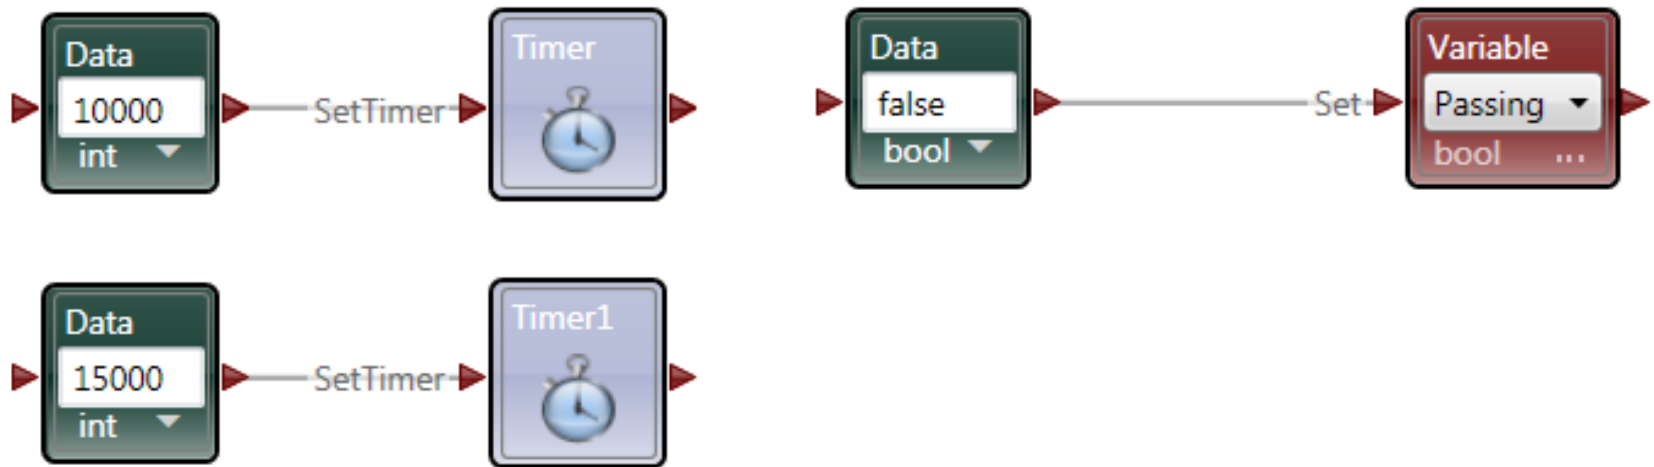 Data
10000
int
SetTimer
Timer
Data
false
bool
Set
Variable
Passing
bool ...
Data
15000
int
SetTimer
Timer1